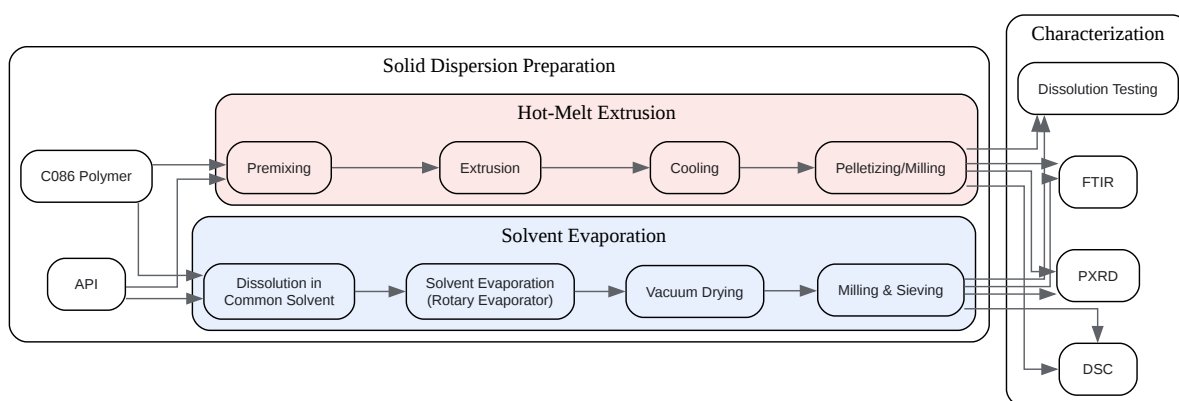 Characterization
Solid Dispersion Preparation
Dissolution Testing
Hot-Melt Extrusion
C086 Polymer
Premixing
Extrusion
Cooling
Pelletizing/Milling
FTIR
Solvent Evaporation
API
Dissolution in
Common Solvent
Solvent Evaporation
(Rotary Evaporator)
Vacuum Drying
Milling & Sieving
PXRD
DSC